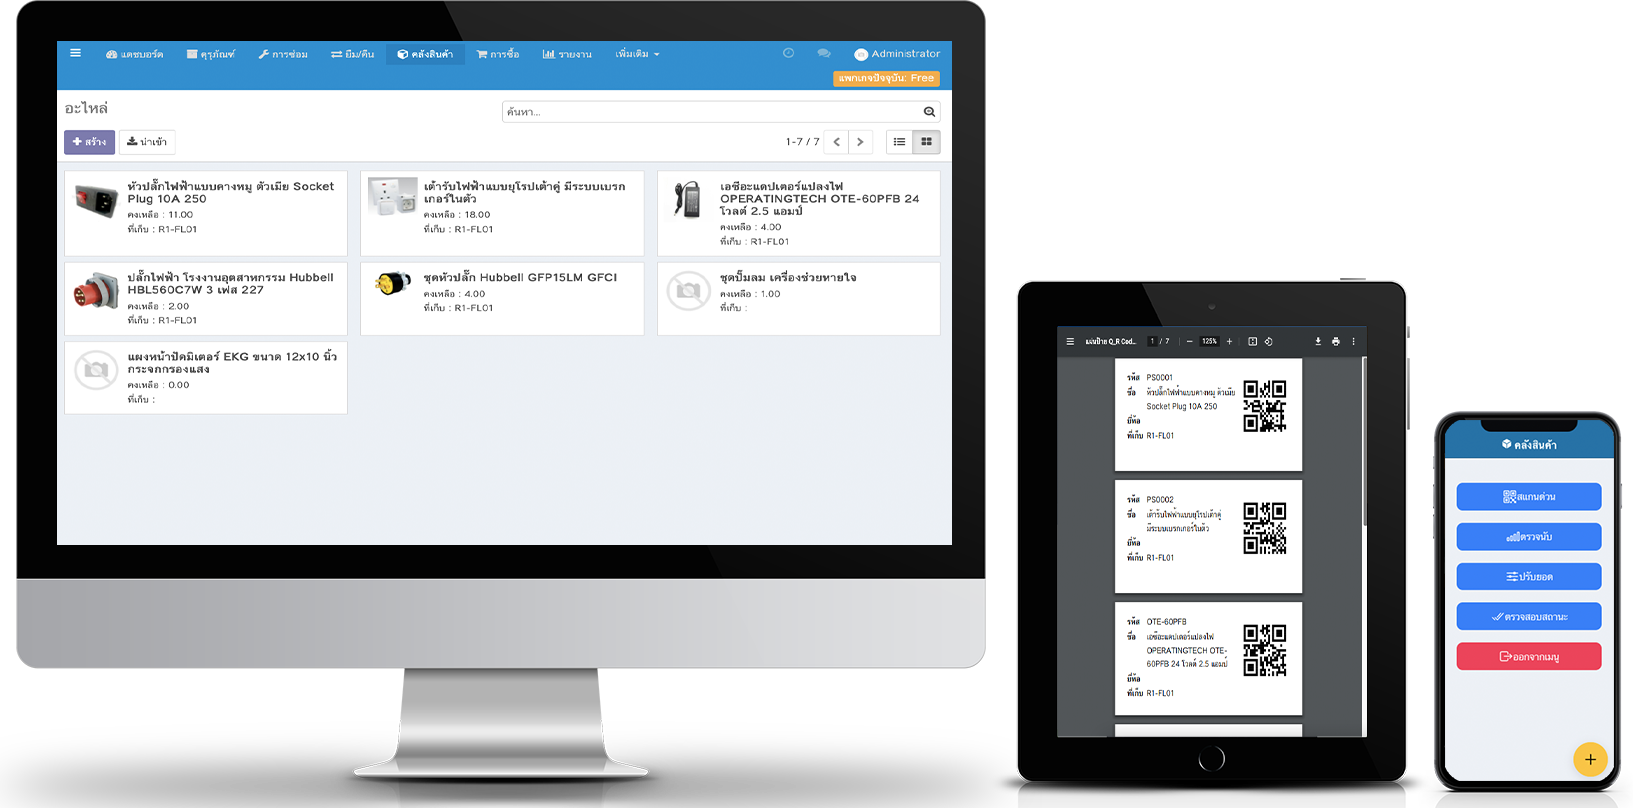 แดชบอร์ด
ครุภัณฑ์
การซ่อม
ยืม/คืน
คลังสินค้า
การซื้อ
รายงาน
เพิ่มเติม
Administrator
แพกเกจปัจจุบัน: Free
อะไหล่
ค้นหา...
สร้าง
นำเข้า
1-7 / 7
หัวปลั๊กไฟฟ้าแบบคางหมู ตัวเมีย Socket
Plug 10A 250
คงเหลือ : 11.00
ที่เก็บ : R1-FL01
เต้ารับไฟฟ้าแบบยุโรปเต้าคู่ มีระบบเบรก
เกอร์ในตัว
คงเหลือ : 18.00
ที่เก็บ : R1-FL01
เอซีอะแดปเตอร์แปลงไฟ
OPERATINGTECH OTE-60PFB 24
โวลต์ 2.5 แอมป์
คงเหลือ : 4.00
ที่เก็บ : R1-FL01
ปลั๊กไฟฟ้า โรงงานอุตสาหกรรม Hubbell
HBL560C7W 3 เฟส 227
คงเหลือ : 2.00
ที่เก็บ : R1-FL01
ชุดหัวปลั๊ก Hubbell GFP15LM GFCI
คงเหลือ : 4.00
ที่เก็บ : R1-FL01
ชุดปั๊มลม เครื่องช่วยหายใจ
คงเหลือ : 1.00
ที่เก็บ :
แผงหน้าปัดมิเตอร์ EKG ขนาด 12x10 นิ้ว
กระจกกรองแสง
คงเหลือ : 0.00
ที่เก็บ :
แผ่นป้าย Q_R Cod... 1 / 7 125%
รหัส PS0001
ชื่อ หัวปลั๊กไฟฟ้าแบบคางหมู ตัวเมีย
Socket Plug 10A 250
ยี่ห้อ
ที่เก็บ R1-FL01
รหัส PS0002
ชื่อ เต้ารับไฟฟ้าแบบยุโรปเต้าคู่
มีระบบเบรกเกอร์ในตัว
ยี่ห้อ
ที่เก็บ R1-FL01
รหัส OTE-60PFB
ชื่อ เอซีอะแดปเตอร์แปลงไฟ
OPERATINGTECH OTE-
60PFB 24 โวลต์ 2.5 แอมป์
ยี่ห้อ
ที่เก็บ R1-FL01
คลังสินค้า
สแกนด่วน
ตรวจนับ
ปรับยอด
ตรวจสอบสถานะ
ออกจากเมนู